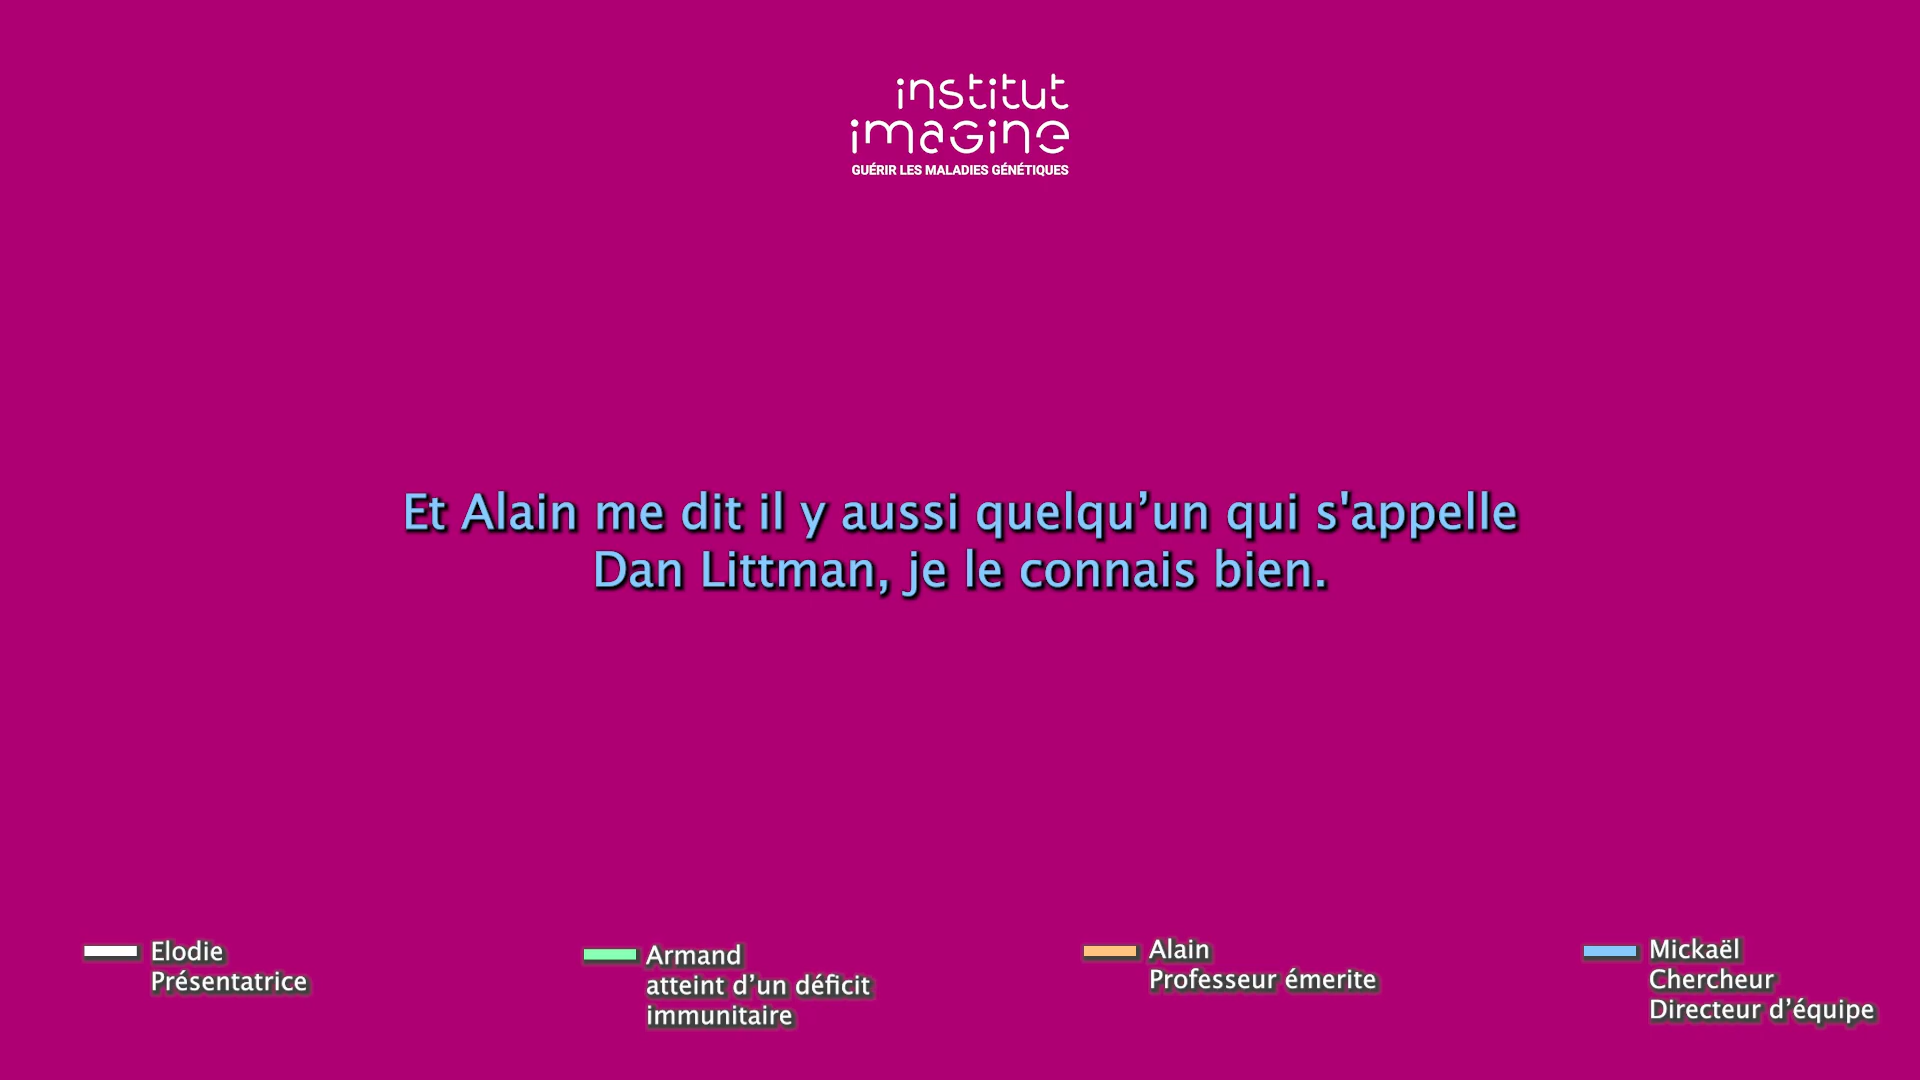 institut
imagine
GUÉRIR LES MALADIES GÉNÉTIQUES
Et Alain me dit il y aussi quelqu’un qui s'appelle
Dan Littman, je le connais bien.
Elodie
Présentatrice
Armand
atteint d’un déficit
immunitaire
Alain
Professeur émerite
Mickaël
Chercheur
Directeur d’équipe